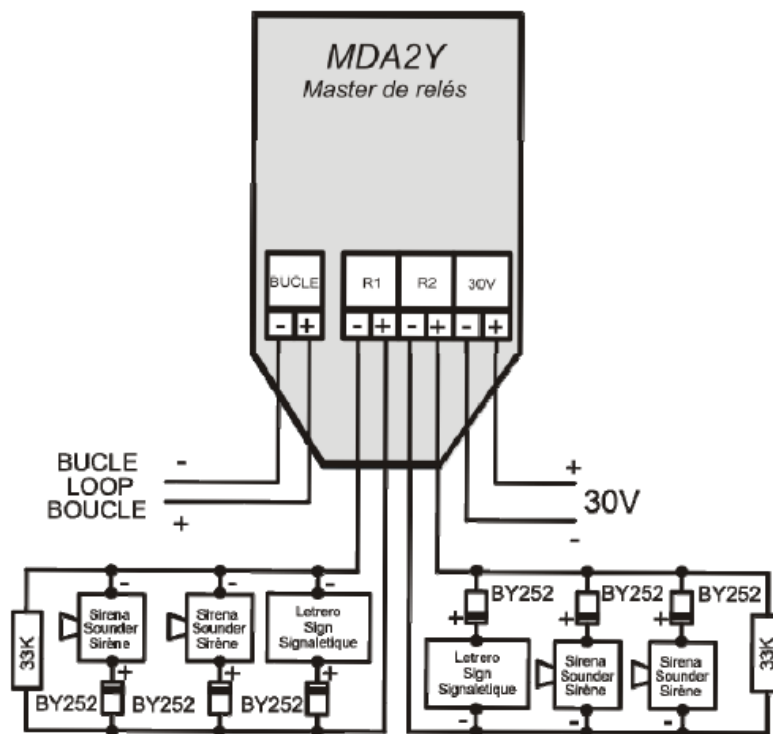 MDA2Y
Master de relés
BUCLE R1 R2 30V
- + - + - + - +
BUCLE -
LOOP
BOUCLE +
+
30V
-
BY252 BY252 BY252
+ + +
- - -
33K
Sirena
Sounder
Sirène
Sirena
Sounder
Sirène
Letrero
Sign
Signaletique
+ + +
BY252 BY252 BY252
Letrero
Sign
Signaletique
Sirena
Sounder
Sirène
Sirena
Sounder
Sirène
33K
- - -